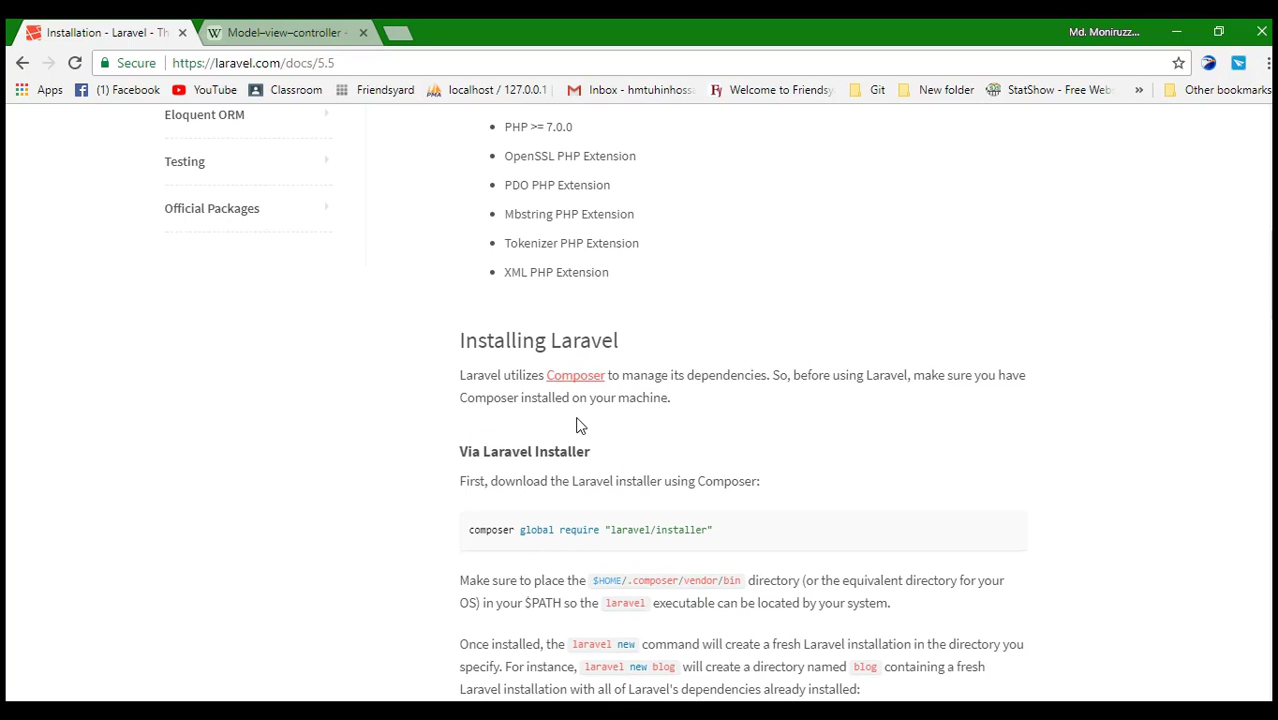 Installation - Laravel - Th
Model–view–controller -
Md. Moniruzz...
Secure
https://laravel.com/docs/5.5
Apps
(1) Facebook
YouTube
Classroom
Friendsyard
localhost / 127.0.0.1
Inbox - hmtuhinhoss
Welcome to Friendsy
Git
New folder
StatShow - Free Web
»
Other bookmarks
Eloquent ORM
Testing
Official Packages
PHP >= 7.0.0
OpenSSL PHP Extension
PDO PHP Extension
Mbstring PHP Extension
Tokenizer PHP Extension
XML PHP Extension
Installing Laravel
Laravel utilizes Composer to manage its dependencies. So, before using Laravel, make sure you have
Composer installed on your machine.
Via Laravel Installer
First, download the Laravel installer using Composer:
composer global require "laravel/installer"
Make sure to place the $HOME/.composer/vendor/bin directory (or the equivalent directory for your
OS) in your $PATH so the laravel executable can be located by your system.
Once installed, the laravel new command will create a fresh Laravel installation in the directory you
specify. For instance, laravel new blog will create a directory named blog containing a fresh
Laravel installation with all of Laravel's dependencies already installed: